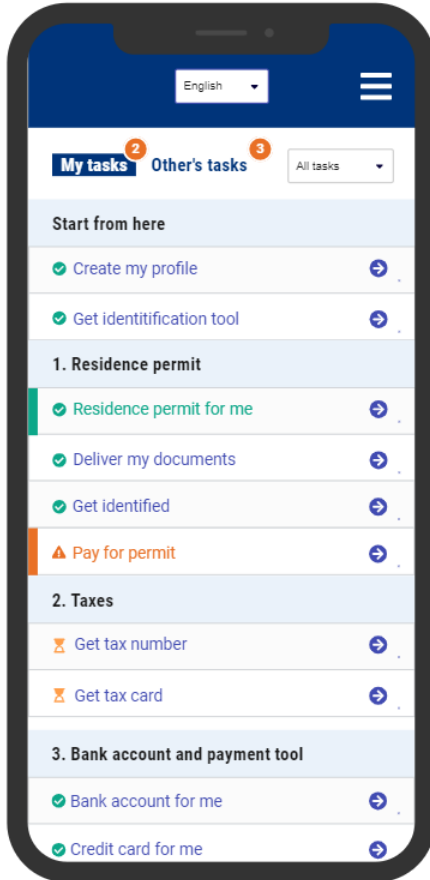 English
My tasks 2 Other's tasks 3 All tasks
Start from here
Create my profile
Get identitification tool
1. Residence permit
Residence permit for me
Deliver my documents
Get identified
Pay for permit
2. Taxes
Get tax number
Get tax card
3. Bank account and payment tool
Bank account for me
Credit card for me